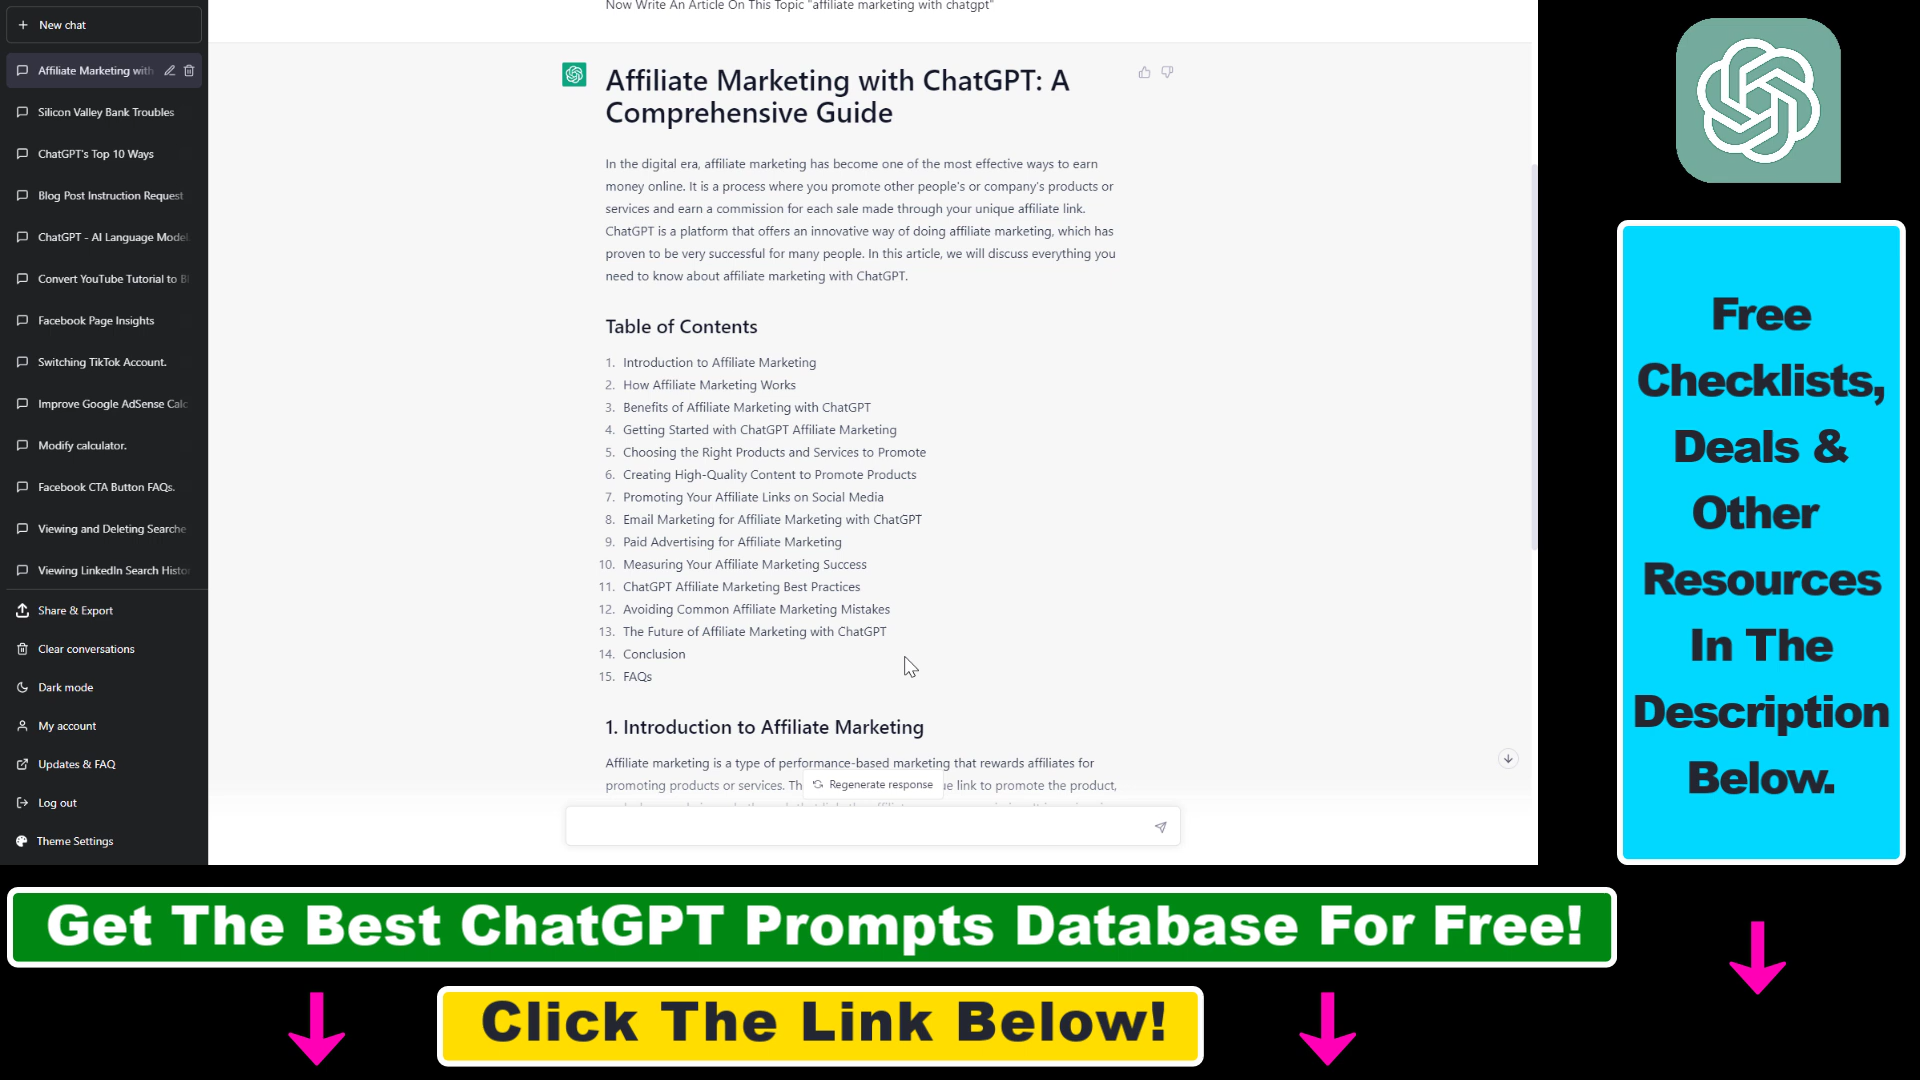 New chat
Affiliate Marketing with
Silicon Valley Bank Troubles
ChatGPT's Top 10 Ways
Blog Post Instruction Request
ChatGPT - AI Language Model
Convert YouTube Tutorial to Bl
Facebook Page Insights
Switching TikTok Account.
Improve Google AdSense Calc
Modify calculator.
Facebook CTA Button FAQs.
Viewing and Deleting Searche
Viewing LinkedIn Search Histo
Share & Export
Clear conversations
Dark mode
My account
Updates & FAQ
Log out
Theme Settings
Now Write An Article On This Topic "affiliate marketing with chatgpt"
Affiliate Marketing with ChatGPT: A
Comprehensive Guide
In the digital era, affiliate marketing has become one of the most effective ways to earn
money online. It is a process where you promote other people's or company's products or
services and earn a commission for each sale made through your unique affiliate link.
ChatGPT is a platform that offers an innovative way of doing affiliate marketing, which has
proven to be very successful for many people. In this article, we will discuss everything you
need to know about affiliate marketing with ChatGPT.
Table of Contents
1. Introduction to Affiliate Marketing
2. How Affiliate Marketing Works
3. Benefits of Affiliate Marketing with ChatGPT
4. Getting Started with ChatGPT Affiliate Marketing
5. Choosing the Right Products and Services to Promote
6. Creating High-Quality Content to Promote Products
7. Promoting Your Affiliate Links on Social Media
8. Email Marketing for Affiliate Marketing with ChatGPT
9. Paid Advertising for Affiliate Marketing
10. Measuring Your Affiliate Marketing Success
11. ChatGPT Affiliate Marketing Best Practices
12. Avoiding Common Affiliate Marketing Mistakes
13. The Future of Affiliate Marketing with ChatGPT
14. Conclusion
15. FAQs
1. Introduction to Affiliate Marketing
Affiliate marketing is a type of performance-based marketing that rewards affiliates for
promoting products or services. Th
Regenerate response
ue link to promote the product,
Free
Checklists,
Deals &
Other
Resources
In The
Description
Below.
Get The Best ChatGPT Prompts Database For Free!
Click The Link Below!